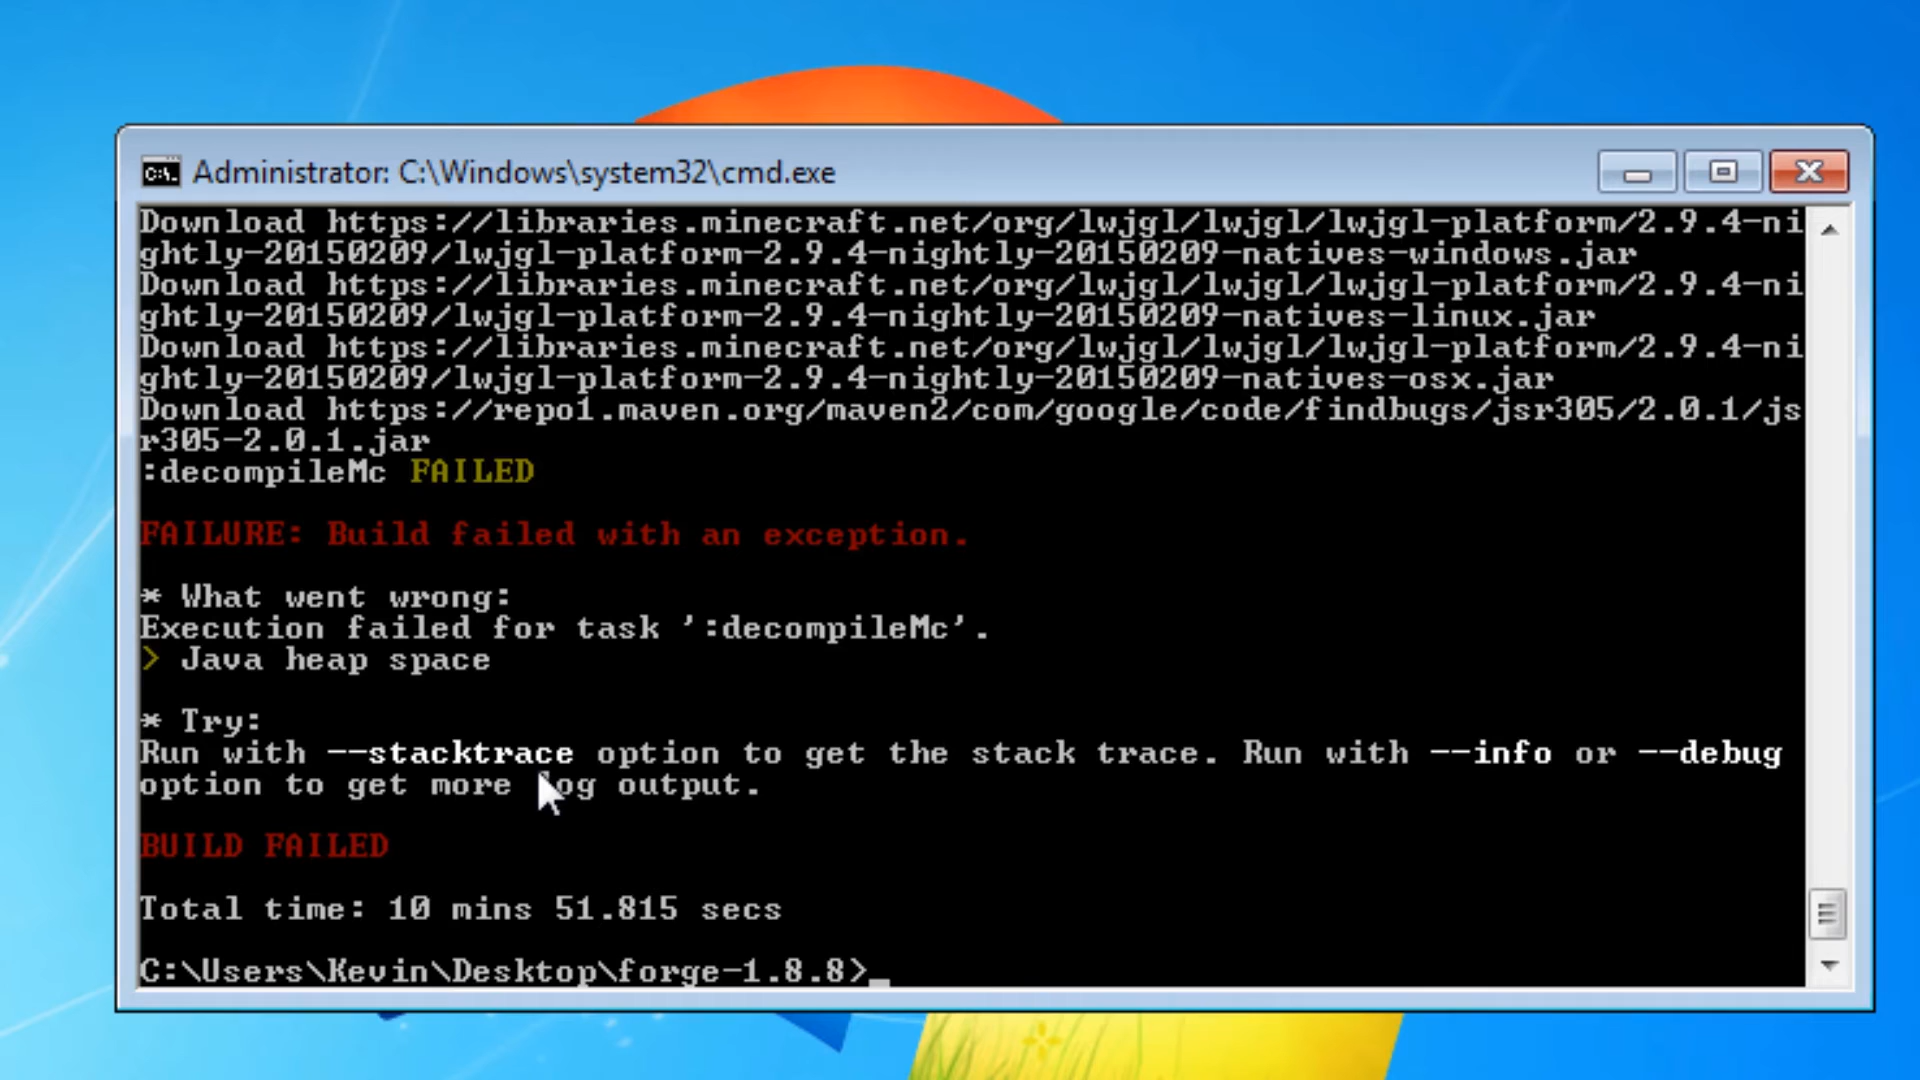 Administrator: C:\Windows\system32\cmd.exe
Download https://libraries.minecraft.net/org/lwjgl/lwjgl/lwjgl-platform/2.9.4-ni
ghtly-20150209/lwjgl-platform-2.9.4-nightly-20150209-natives-windows.jar
Download https://libraries.minecraft.net/org/lwjgl/lwjgl/lwjgl-platform/2.9.4-ni
ghtly-20150209/lwjgl-platform-2.9.4-nightly-20150209-natives-linux.jar
Download https://libraries.minecraft.net/org/lwjgl/lwjgl/lwjgl-platform/2.9.4-ni
ghtly-20150209/lwjgl-platform-2.9.4-nightly-20150209-natives-osx.jar
Download https://repo1.maven.org/maven2/com/google/code/findbugs/jsr305/2.0.1/js
r305-2.0.1.jar
:decompileMc FAILED
FAILURE: Build failed with an exception.
* What went wrong:
Execution failed for task ':decompileMc'.
> Java heap space
* Try:
Run with --stacktrace option to get the stack trace. Run with --info or --debug
option to get more log output.
BUILD FAILED
Total time: 10 mins 51.815 secs
C:\Users\Kevin\Desktop\forge-1.8.8>_